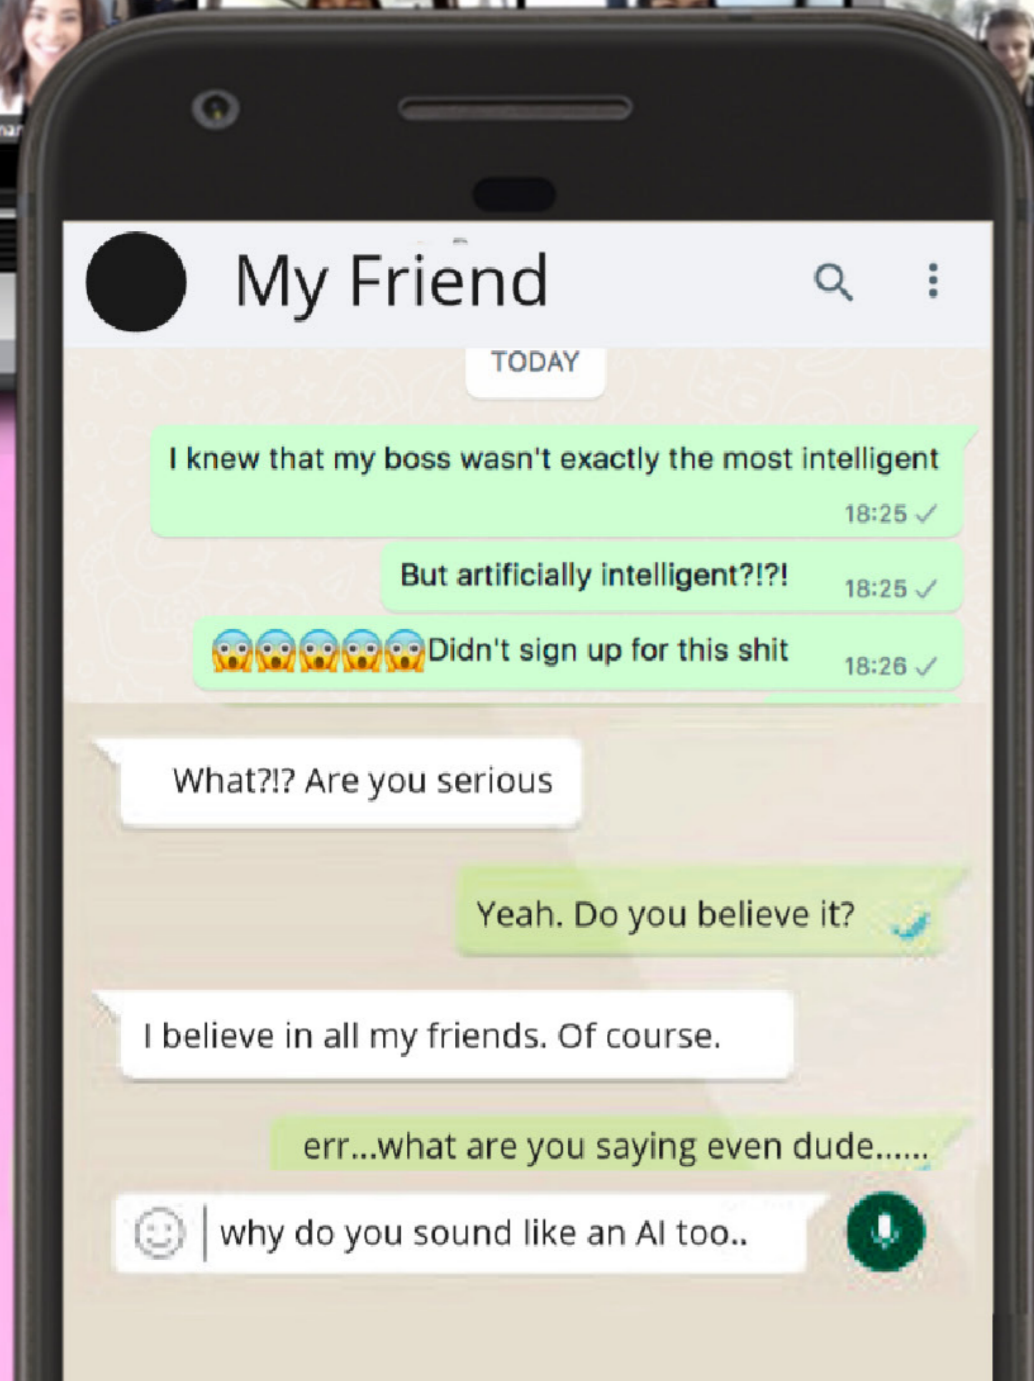 My Friend
TODAY
I knew that my boss wasn't exactly the most intelligent
18:25
But artificially intelligent?!?!
18:25
😱😱😱😱😱Didn't sign up for this shit
18:26
What?!? Are you serious
Yeah. Do you believe it?
I believe in all my friends. Of course.
err...what are you saying even dude......
why do you sound like an AI too..